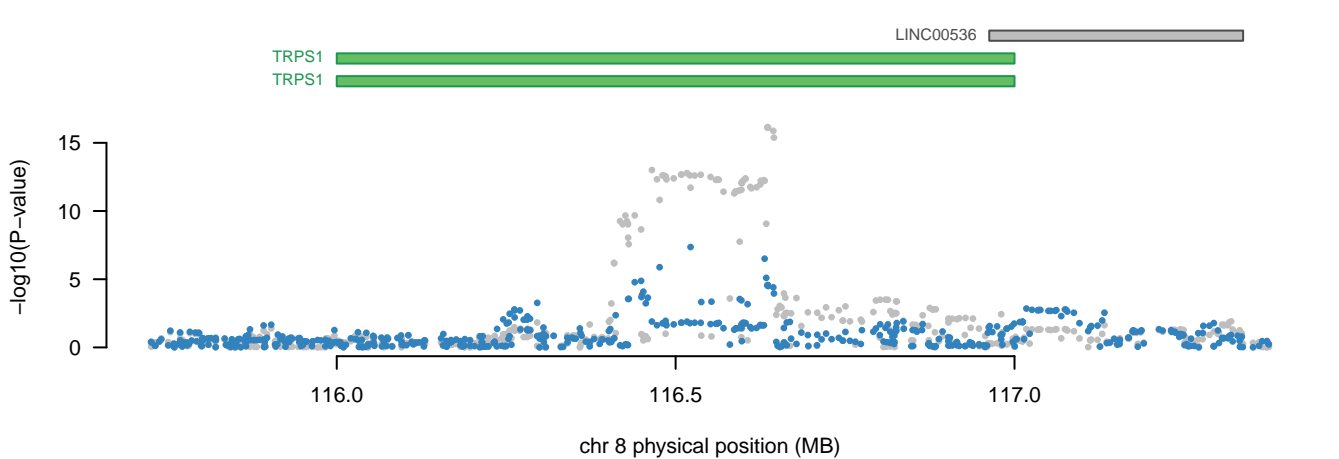 LINC00536
TRPS1
TRPS1
−log10(P−value)
15
10
5
0
116.0 116.5 117.0
chr 8 physical position (MB)